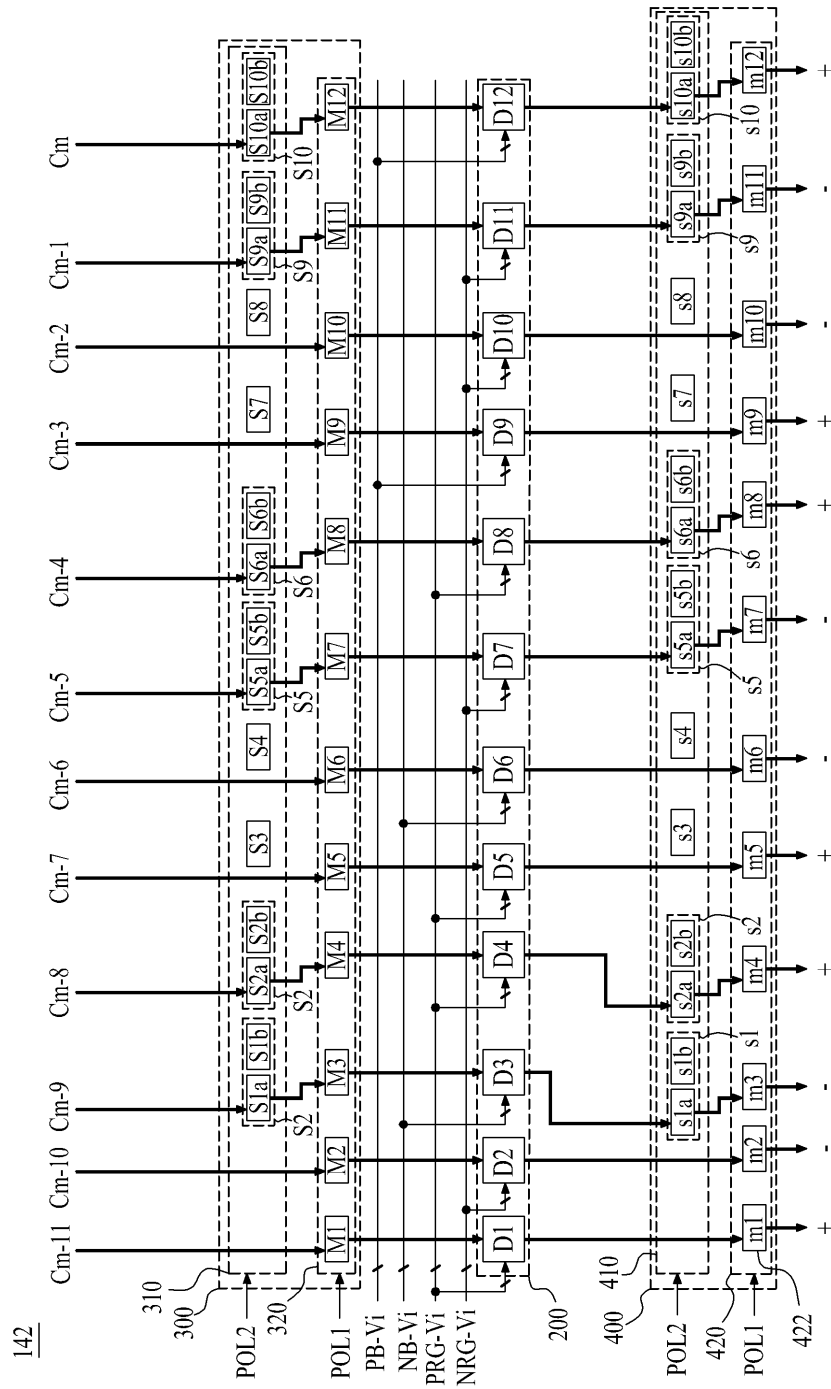 142
Cm-11 Cm-10 Cm-9 Cm-8 Cm-7 Cm-6 Cm-5 Cm-4 Cm-3 Cm-2 Cm-1 Cm
310
300
POL2
S1a S1b S2a S2b S3 S4 S5a S5b S6a S6b S7 S8 S9a S9b S10a S10b
S2 S2 S5 S6 S9 S10
320
POL1
M1 M2 M3 M4 M5 M6 M7 M8 M9 M10 M11 M12
PB-Vi
NB-Vi
PRG-Vi
NRG-Vi
D1 D2 D3 D4 D5 D6 D7 D8 D9 D10 D11 D12
200
410
400
POL2
s1a s1b s2a s2b s3 s4 s5a s5b s6a s6b s7 s8 s9a s9b s10a s10b
s1 s2 s5 s6 s9 s10
420
POL1
m1 m2 m3 m4 m5 m6 m7 m8 m9 m10 m11 m12
422
+ - - + + - - + + - - +